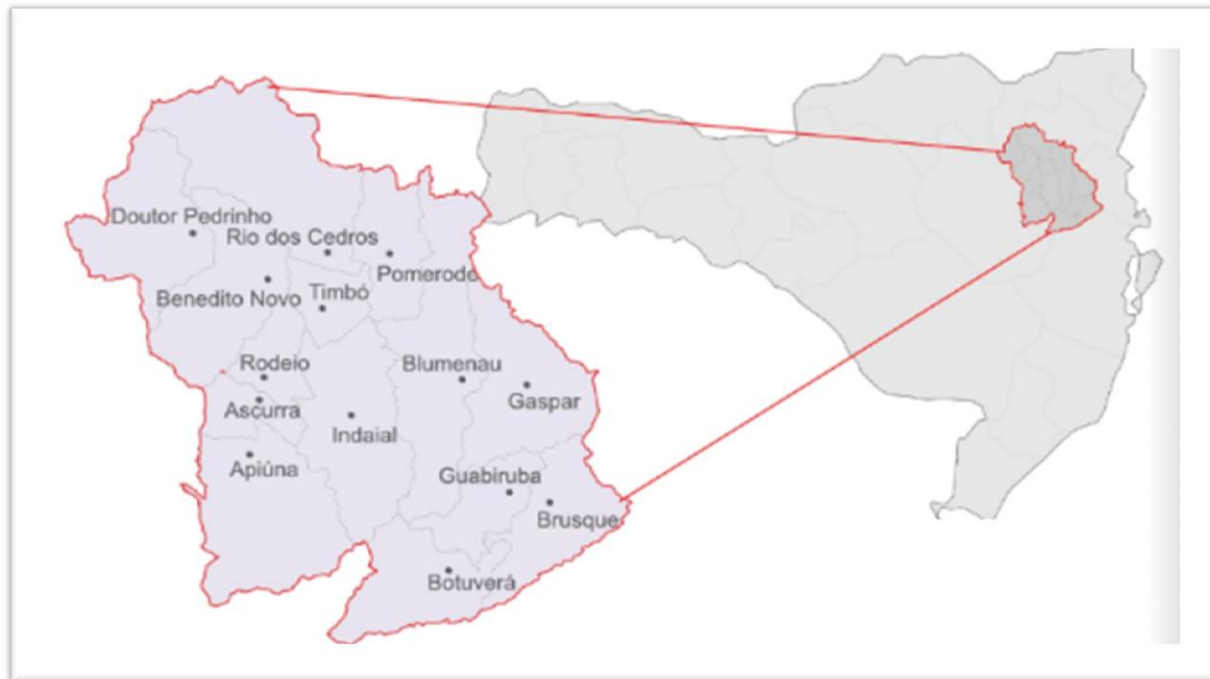 Doutor Pedrinho
Rio dos Cedros
Pomerode
Benedito Novo
Timbó
Rodeio
Blumenau
Ascurra
Gaspar
Indaial
Apiúna
Guabiruba
Brusque
Botuverá